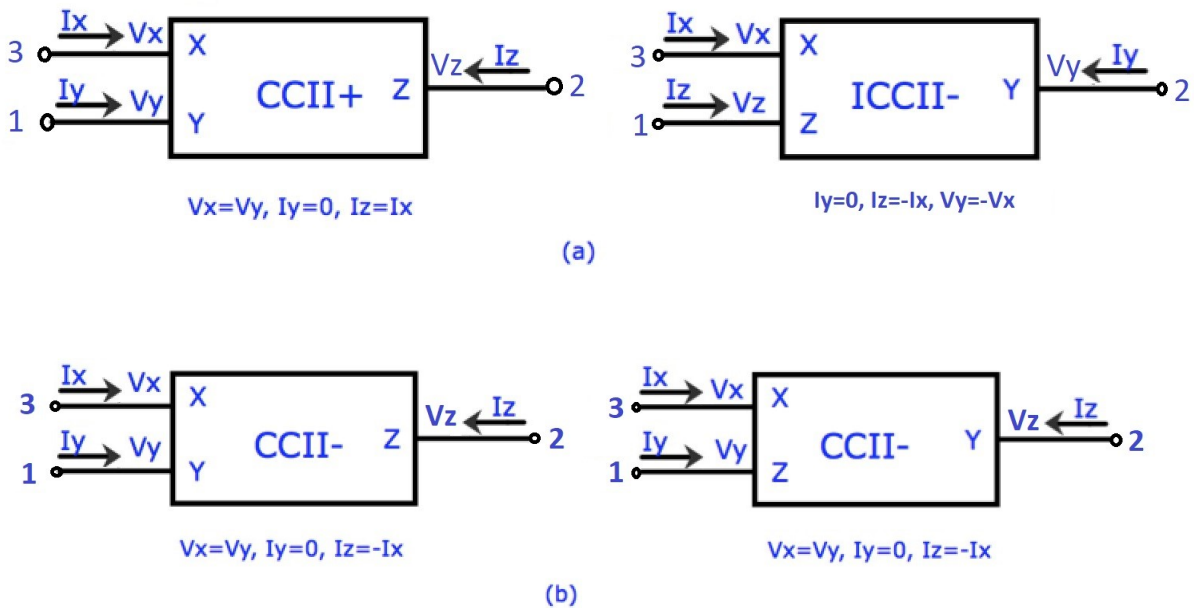 Ix Vx
3 X
Iy Vy
1 Y
CCII+
Z
Vz Iz
2
Vx=Vy, Iy=0, Iz=Ix
Ix Vx
3 X
Iz Vz
1 Z
ICCII-
Y
Vy Iy
2
Iy=0, Iz=-Ix, Vy=-Vx
(a)
Ix Vx
3 X
Iy Vy
1 Y
CCII-
Z
Vz Iz
2
Vx=Vy, Iy=0, Iz=-Ix
Ix Vx
3 X
Iy Vy
1 Z
CCII-
Y
Vz Iz
2
Vx=Vy, Iy=0, Iz=-Ix
(b)